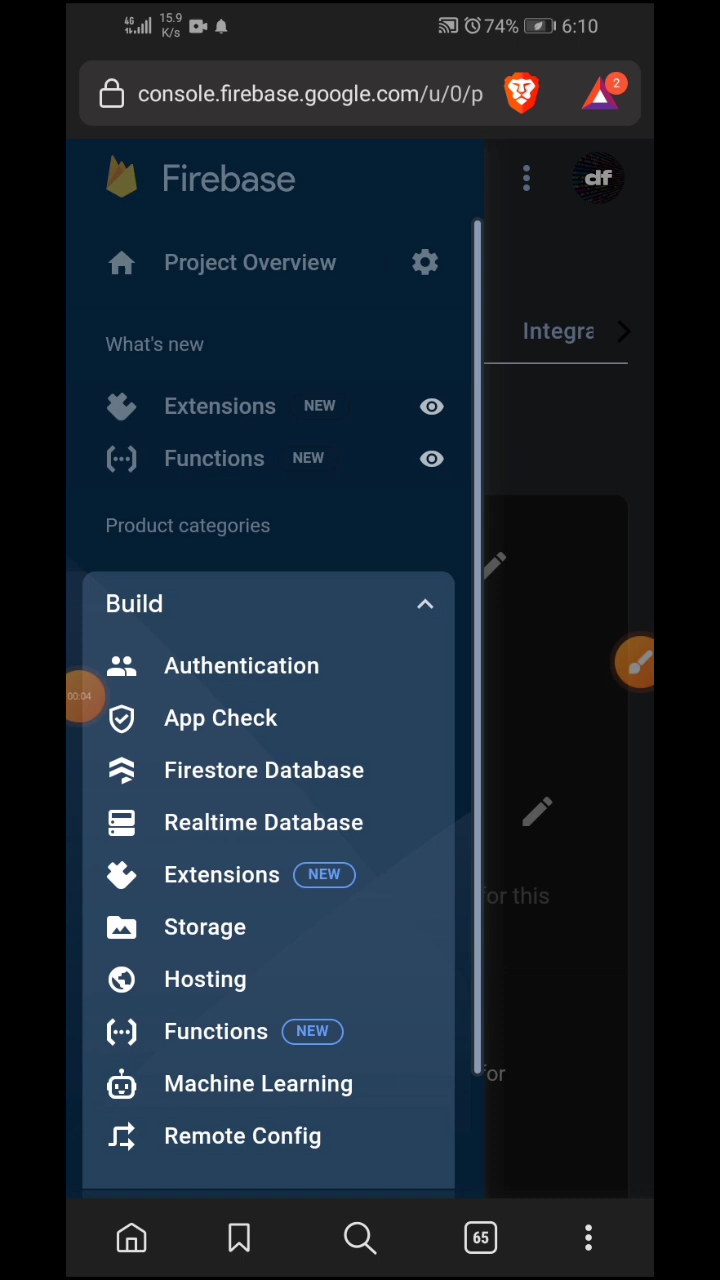 4G 15.9 K/s 74% 6:10
console.firebase.google.com/u/0/p 2
Firebase df
Project Overview
Integra
What's new
Extensions NEW
Functions NEW
Product categories
Build
Authentication
00:04
App Check
Firestore Database
Realtime Database
Extensions NEW
for this
Storage
Hosting
Functions NEW
for
Machine Learning
Remote Config
65